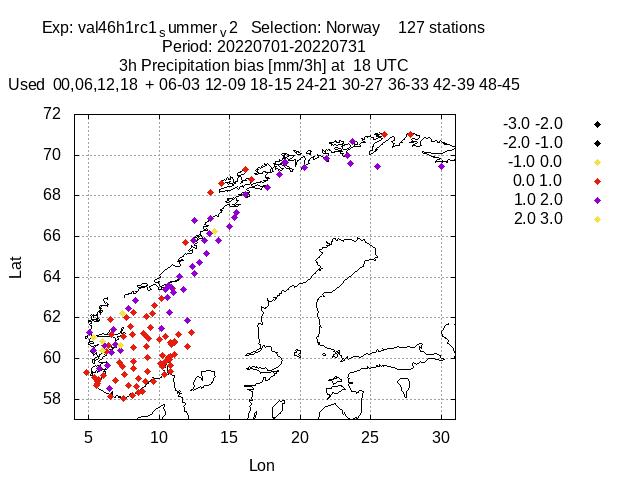 Exp: val46h1rc1summerv2 Selection: Norway 127 stations
Period: 20220701-20220731
3h Precipitation bias [mm/3h] at 18 UTC
Used 00,06,12,18 + 06-03 12-09 18-15 24-21 30-27 36-33 42-39 48-45
72
70
68
66
64
62
60
58
Lat
5 10 15 20 25 30
Lon
-3.0 -2.0
-2.0 -1.0
-1.0 0.0
0.0 1.0
1.0 2.0
2.0 3.0